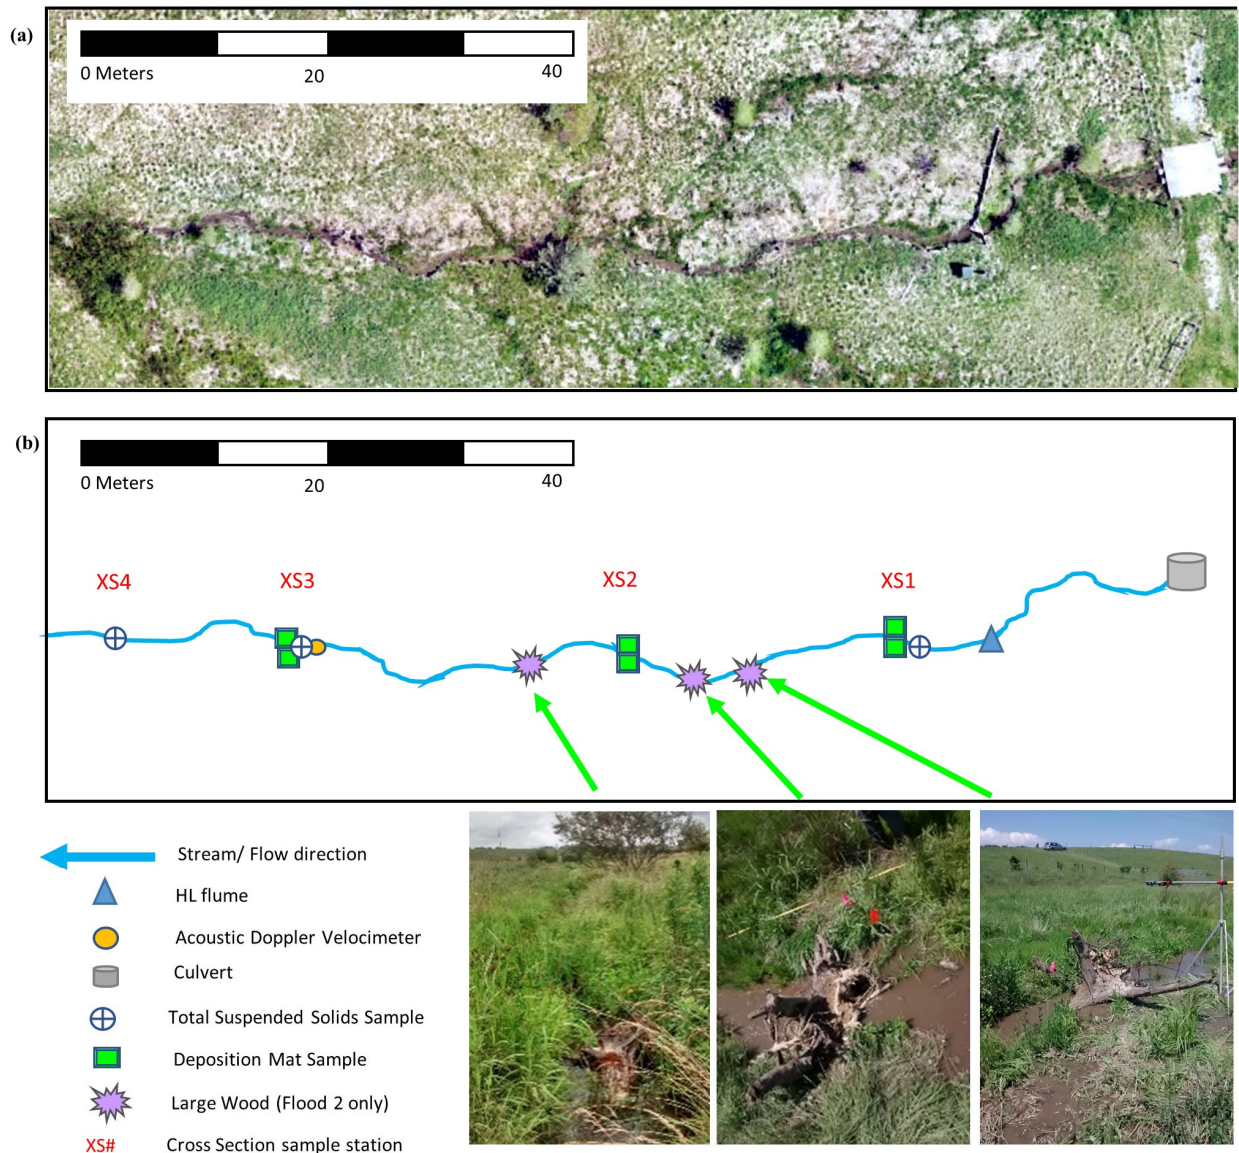 (a)
0 Meters 20 40
(b)
0 Meters 20 40
XS4 XS3 XS2 XS1
Stream/ Flow direction
HL flume
Acoustic Doppler Velocimeter
Culvert
Total Suspended Solids Sample
Deposition Mat Sample
Large Wood (Flood 2 only)
XS# Cross Section sample station